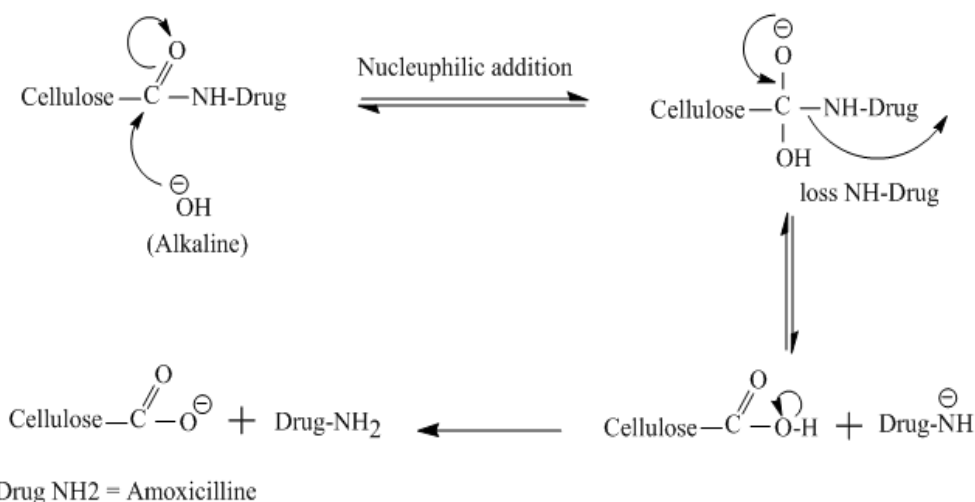 O
Cellulose—C—NH-Drug
⊖
OH
(Alkaline)
Nucleuphilic addition
⊖
O
Cellulose—C—NH-Drug
OH
loss NH-Drug
O
Cellulose—C—O-H + Drug-NH⊖
O
Cellulose—C—O⊖ + Drug-NH2
Drug NH2 = Amoxicilline